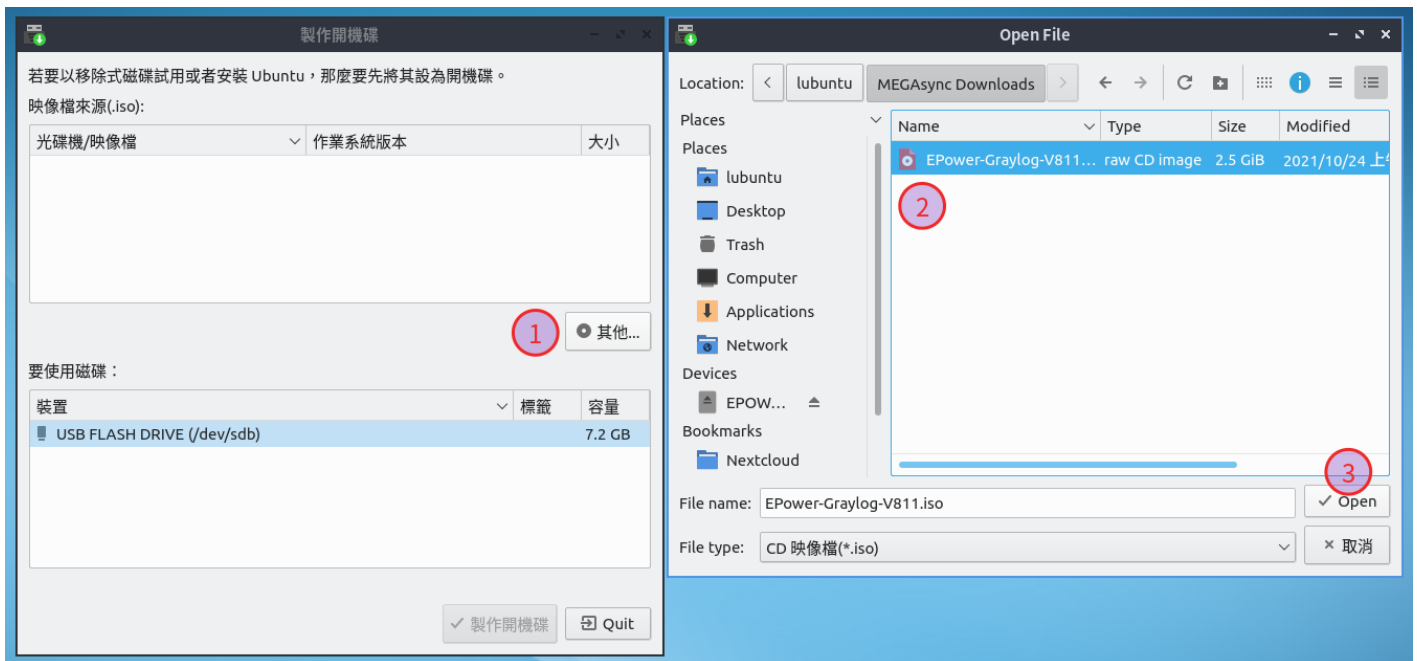 製作開機碟
若要以移除式磁碟試用或者安裝 Ubuntu，那麼要先將其設為開機碟。
映像檔來源(.iso):
光碟機/映像檔 作業系統版本 大小
1
其他...
要使用磁碟：
裝置 標籤 容量
USB FLASH DRIVE (/dev/sdb) 7.2 GB
製作開機碟 Quit
Open File
Location: lubuntu MEGAsync Downloads
Places
Places
lubuntu
Desktop
Trash
Computer
Applications
Network
Devices
EPOW...
Bookmarks
Nextcloud
Name Type Size Modified
EPower-Graylog-V811... raw CD image 2.5 GiB 2021/10/24 上
2
3
File name: EPower-Graylog-V811.iso Open
File type: CD 映像檔(*.iso) 取消